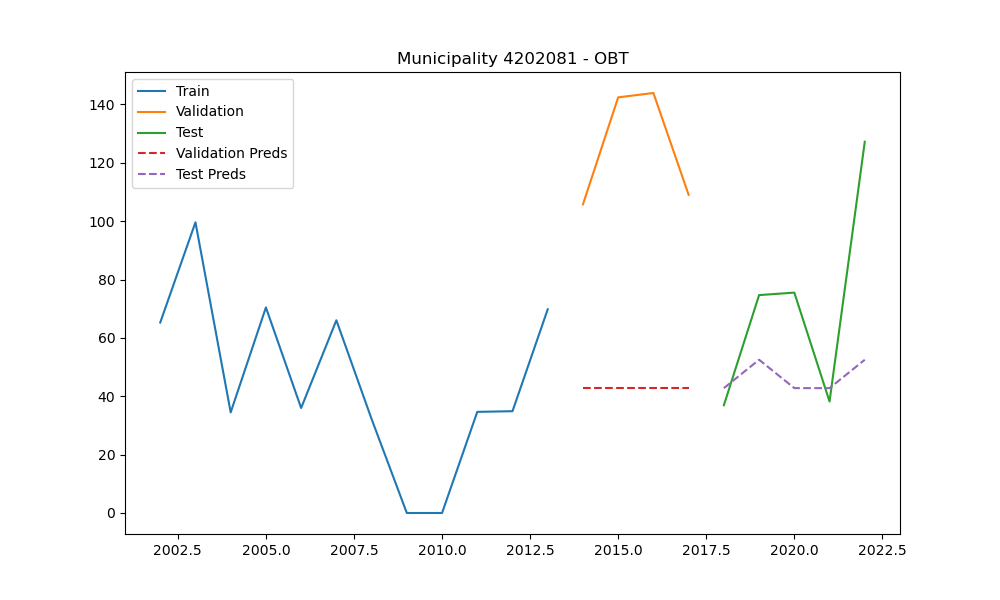 Municipality 4202081 - OBT
Train
Validation
Test
Validation Preds
Test Preds
140
120
100
80
60
40
20
0
2002.5 2005.0 2007.5 2010.0 2012.5 2015.0 2017.5 2020.0 2022.5